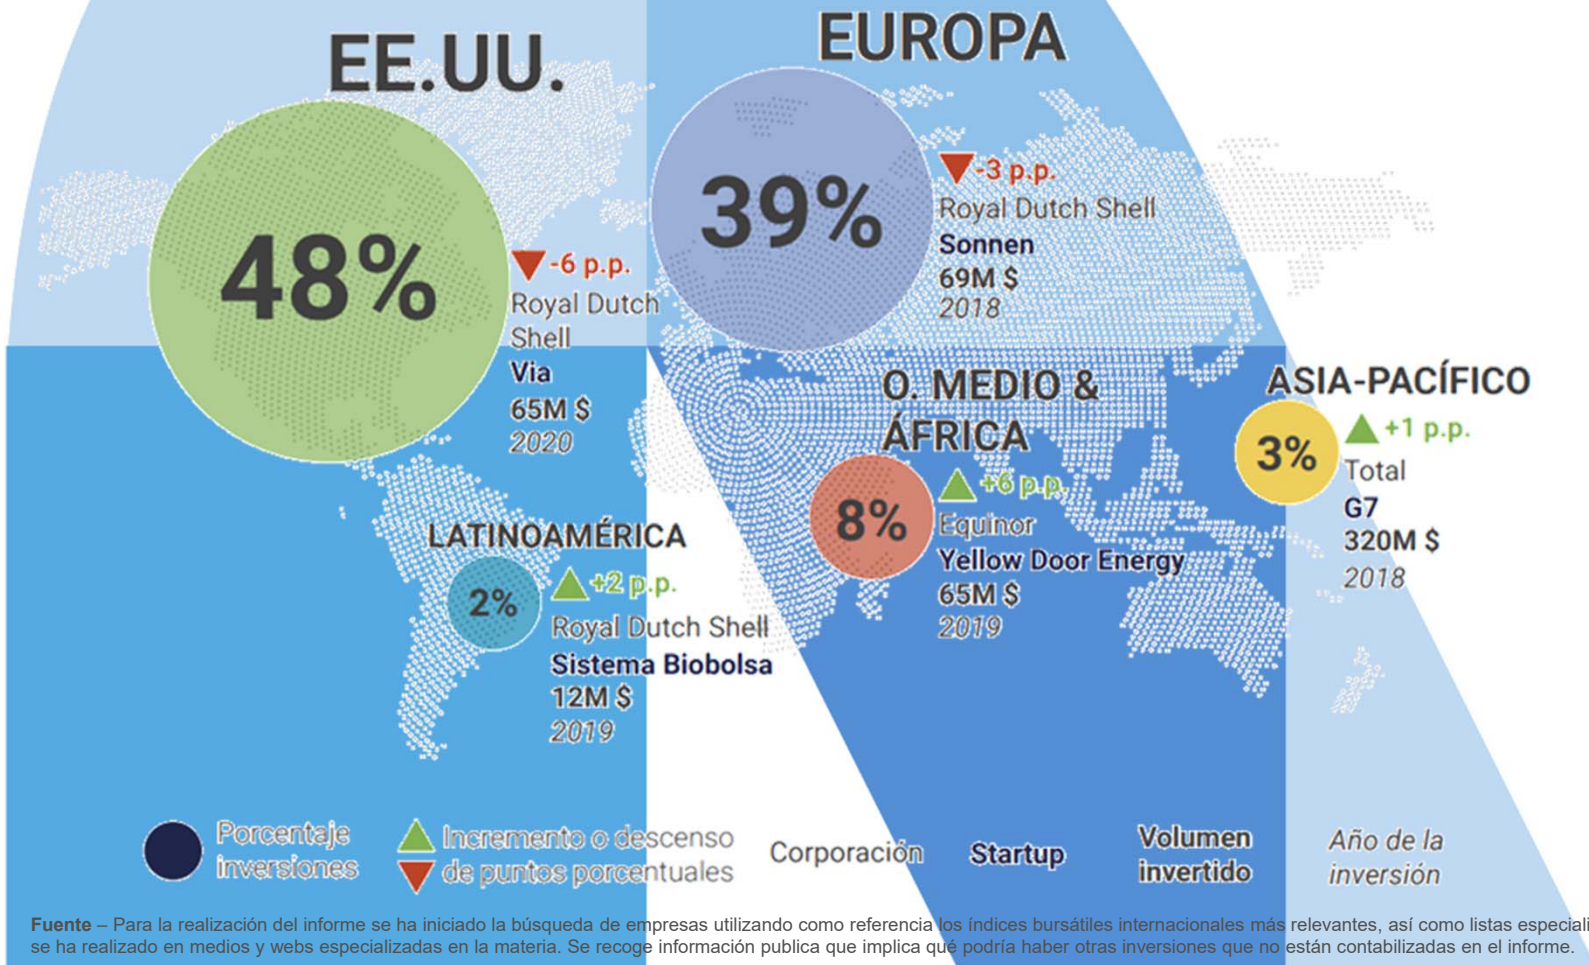 EE.UU.
48%
-6 p.p.
Royal Dutch
Shell
Via
65M $
2020
EUROPA
39%
-3 p.p.
Royal Dutch Shell
Sonnen
69M $
2018
LATINOAMÉRICA
2%
+2 p.p.
Royal Dutch Shell
Sistema Biobolsa
12M $
2019
O. MEDIO &
ÁFRICA
8%
+6 p.p.
Equinor
Yellow Door Energy
65M $
2019
ASIA-PACÍFICO
3%
+1 p.p.
Total
G7
320M $
2018
Porcentaje
inversiones
Incremento o descenso
de puntos porcentuales
Corporación
Startup
Volumen
invertido
Año de la
inversión
Fuente – Para la realización del informe se ha iniciado la búsqueda de empresas utilizando como referencia los índices bursátiles internacionales más relevantes, así como listas especiali
se ha realizado en medios y webs especializadas en la materia. Se recoge información publica que implica qué podría haber otras inversiones que no están contabilizadas en el informe.